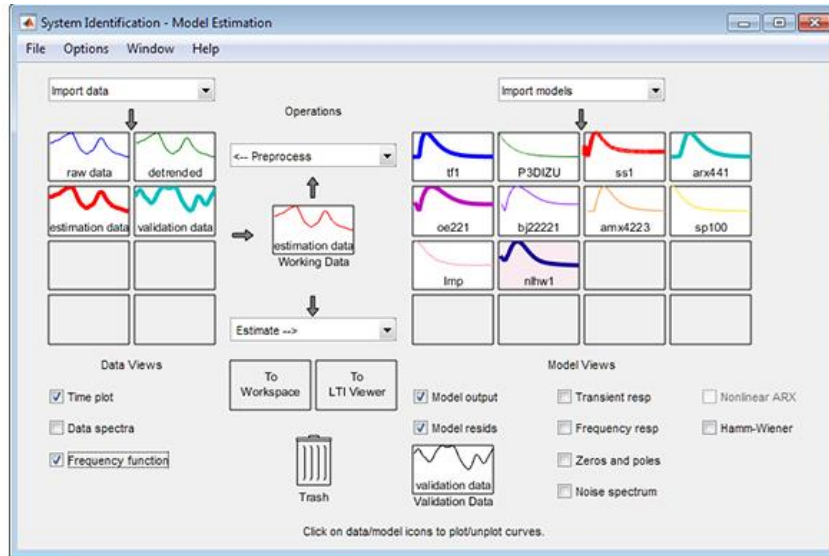 System Identification - Model Estimation
File Options Window Help
Import data
Import models
Operations
<-- Preprocess
raw data
detrended
estimation data
validation data
estimation data
Working Data
tf1
P3DIZU
ss1
arx441
oe221
bj22221
amx4223
sp100
Imp
nlhw1
Estimate -->
Data Views
Time plot
Data spectra
Frequency function
To
Workspace
To
LTI Viewer
Trash
Model Views
Model output
Transient resp
Nonlinear ARX
Model resids
Frequency resp
Hamm-Wiener
Zeros and poles
Noise spectrum
validation data
Validation Data
Click on data/model icons to plot/unplot curves.